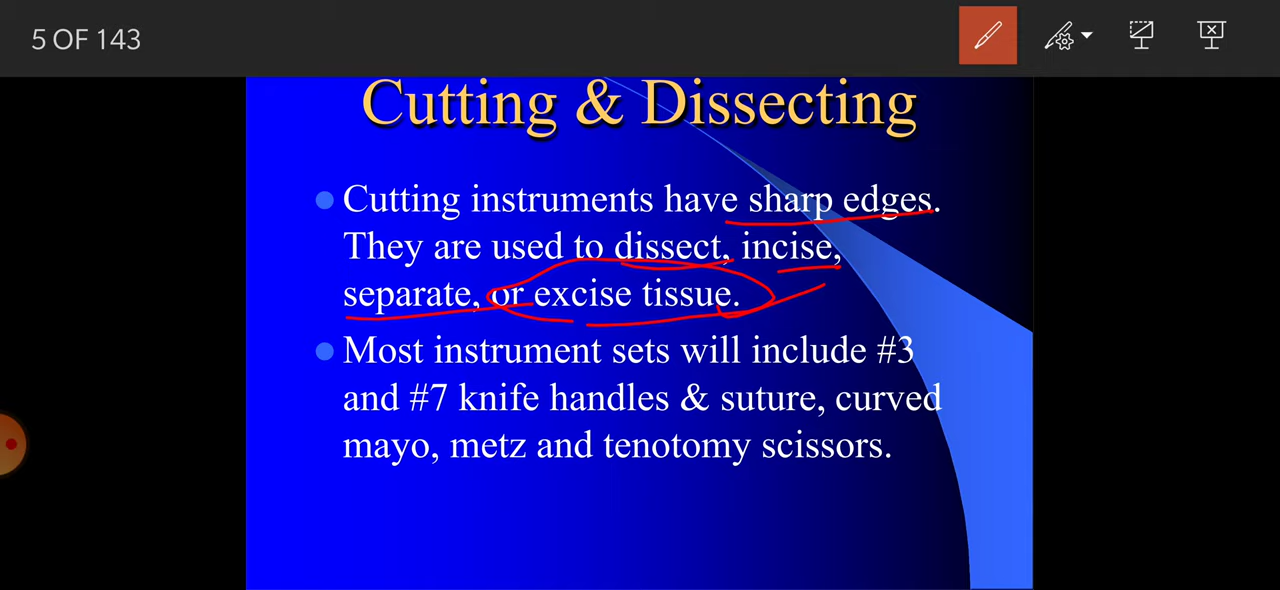 5 OF 143
Cutting & Dissecting
Cutting instruments have sharp edges.
They are used to dissect, incise,
separate, or excise tissue.
Most instrument sets will include #3
and #7 knife handles & suture, curved
mayo, metz and tenotomy scissors.